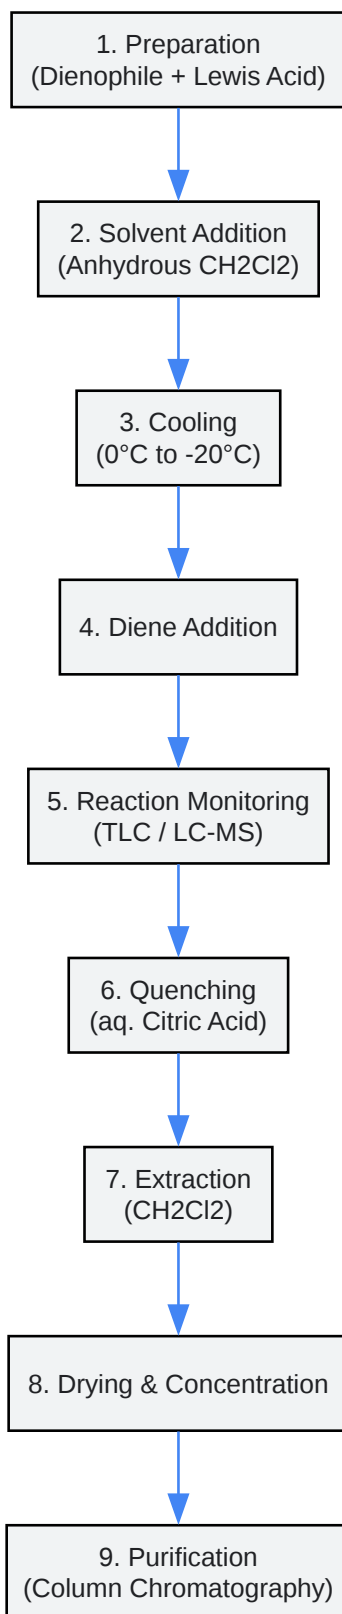 1. Preparation
(Dienophile + Lewis Acid)
2. Solvent Addition
(Anhydrous CH2Cl2)
3. Cooling
(0°C to -20°C)
4. Diene Addition
5. Reaction Monitoring
(TLC / LC-MS)
6. Quenching
(aq. Citric Acid)
7. Extraction
(CH2Cl2)
8. Drying & Concentration
9. Purification
(Column Chromatography)